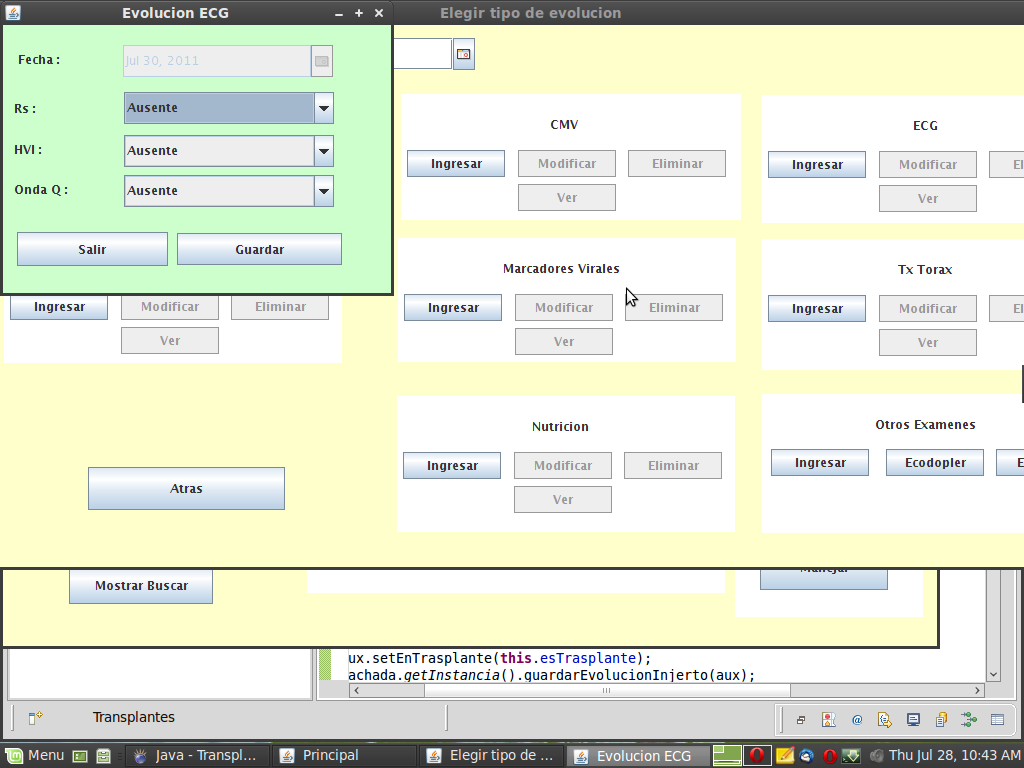 Evolucion ECG
Elegir tipo de evolucion
Fecha :
Jul 30, 2011
Rs :
Ausente
HVI :
Ausente
Onda Q :
Ausente
Salir
Guardar
CMV
Ingresar
Modificar
Eliminar
Ver
ECG
Ingresar
Modificar
Ver
Ingresar
Modificar
Eliminar
Ver
Marcadores Virales
Ingresar
Modificar
Eliminar
Ver
Tx Torax
Ingresar
Modificar
Ver
Nutricion
Ingresar
Modificar
Eliminar
Ver
Otros Examenes
Ingresar
Ecodopler
Atras
Mostrar Buscar
Manejar
ux.setEnTrasplante(this.esTrasplante);
achada.getInstancia().guardarEvolucionInjerto(aux);
Transplantes
Menu
Java - Transpl...
Principal
Elegir tipo de ...
Evolucion ECG
Thu Jul 28, 10:43 AM